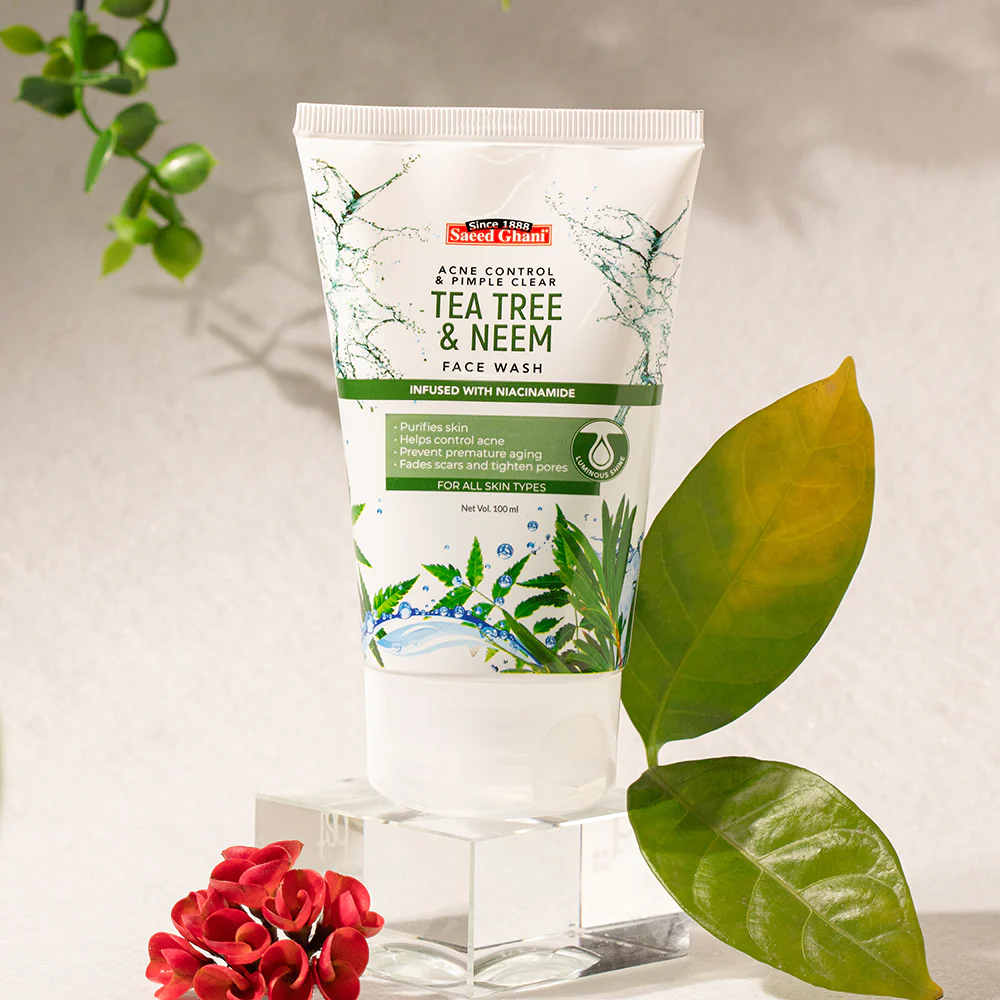 Since 1888
Saeed Ghani
ACNE CONTROL
& PIMPLE CLEAR
TEA TREE
& NEEM
FACE WASH
INFUSED WITH NIACINAMIDE
• Purifies skin
• Helps control acne
• Prevent premature aging
• Fades scars and tighten pores
LUMINOUS SHINE
FOR ALL SKIN TYPES
Net Vol. 100 ml